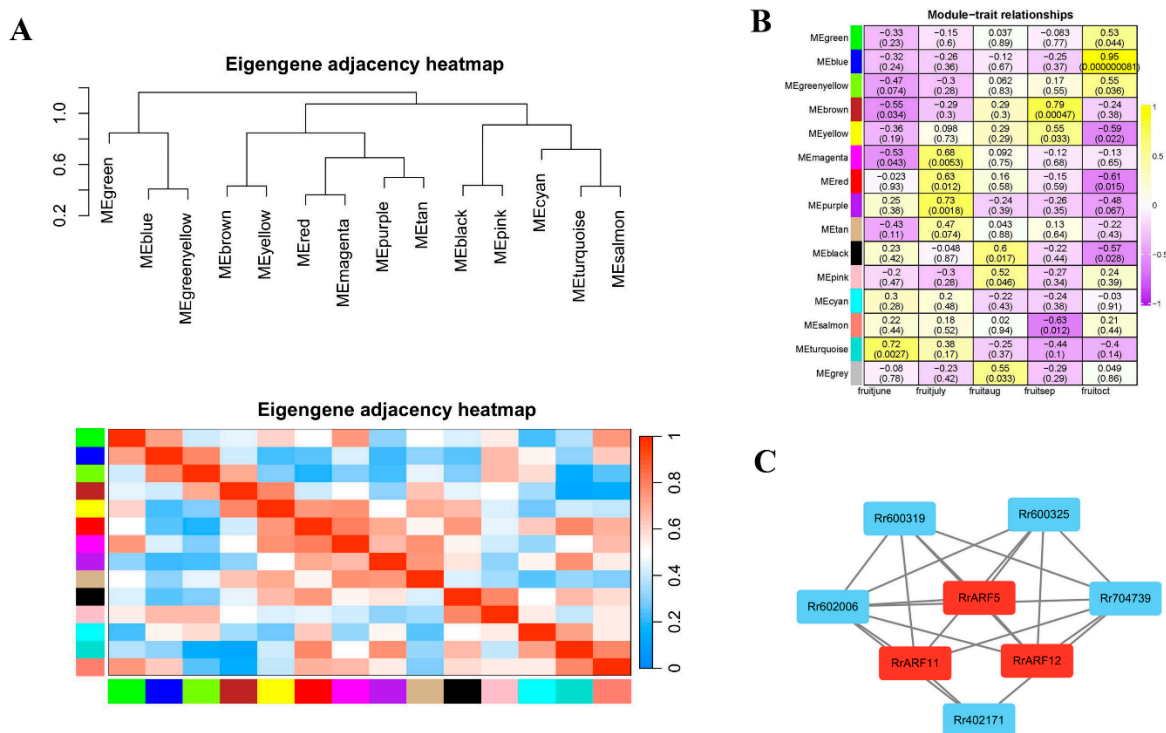 A
Eigengene adjacency heatmap
1.0
0.6
0.2
MEgreen
MEblue
MEgreenyellow
MEbrown
MEyellow
MEred
MEmagenta
MEpurple
MEtan
MEblack
MEpink
MEcyan
MEturquoise
MEsalmon
Eigengene adjacency heatmap
1
0.8
0.6
0.4
0.2
0
B
Module−trait relationships
MEgreen
−0.33 −0.15 0.037 −0.083 0.53
(0.23) (0.6) (0.89) (0.77) (0.044)
MEblue
−0.32 −0.26 −0.12 −0.25 0.95
(0.24) (0.36) (0.67) (0.37) (0.000000081)
MEgreenyellow
−0.47 −0.3 0.062 0.17 0.55
(0.074) (0.28) (0.83) (0.55) (0.036)
MEbrown
−0.55 −0.29 0.29 0.79 −0.24
(0.034) (0.3) (0.3) (0.00047) (0.38)
MEyellow
−0.36 0.098 0.29 0.55 −0.59
(0.19) (0.73) (0.29) (0.033) (0.022)
MEmagenta
−0.53 0.68 0.092 −0.12 −0.13
(0.043) (0.0053) (0.75) (0.68) (0.65)
MEred
−0.023 0.63 0.16 −0.15 −0.61
(0.93) (0.012) (0.58) (0.59) (0.015)
MEpurple
0.25 0.73 −0.24 −0.26 −0.48
(0.38) (0.0018) (0.39) (0.35) (0.067)
MEtan
−0.43 0.47 0.043 0.13 −0.22
(0.11) (0.074) (0.88) (0.64) (0.43)
MEblack
0.23 −0.048 0.6 −0.22 −0.57
(0.42) (0.87) (0.017) (0.44) (0.028)
MEpink
−0.2 −0.3 0.52 −0.27 0.24
(0.47) (0.28) (0.046) (0.34) (0.39)
MEcyan
0.3 0.2 −0.22 −0.24 −0.03
(0.28) (0.48) (0.43) (0.38) (0.91)
MEsalmon
0.22 0.18 0.02 −0.63 0.21
(0.44) (0.52) (0.94) (0.012) (0.44)
MEturquoise
0.72 0.38 −0.25 −0.44 −0.4
(0.0027) (0.17) (0.37) (0.1) (0.14)
MEgrey
−0.08 −0.23 0.55 −0.29 0.049
(0.78) (0.42) (0.033) (0.29) (0.86)
fruitjune fruitjuly fruitaug fruitsep fruitoct
1
0.5
0
−0.5
−1
C
Rr600319
Rr600325
RrARF5
Rr602006
Rr704739
RrARF11
RrARF12
Rr402171